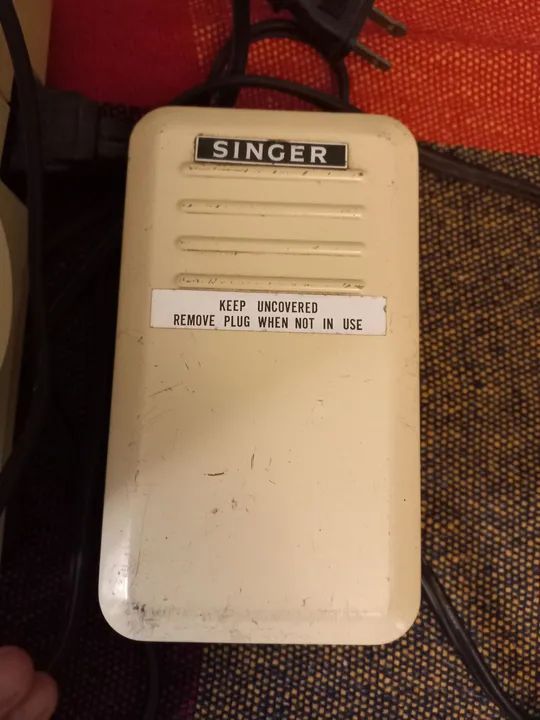 SINGER
KEEP UNCOVERED
REMOVE PLUG WHEN NOT IN USE